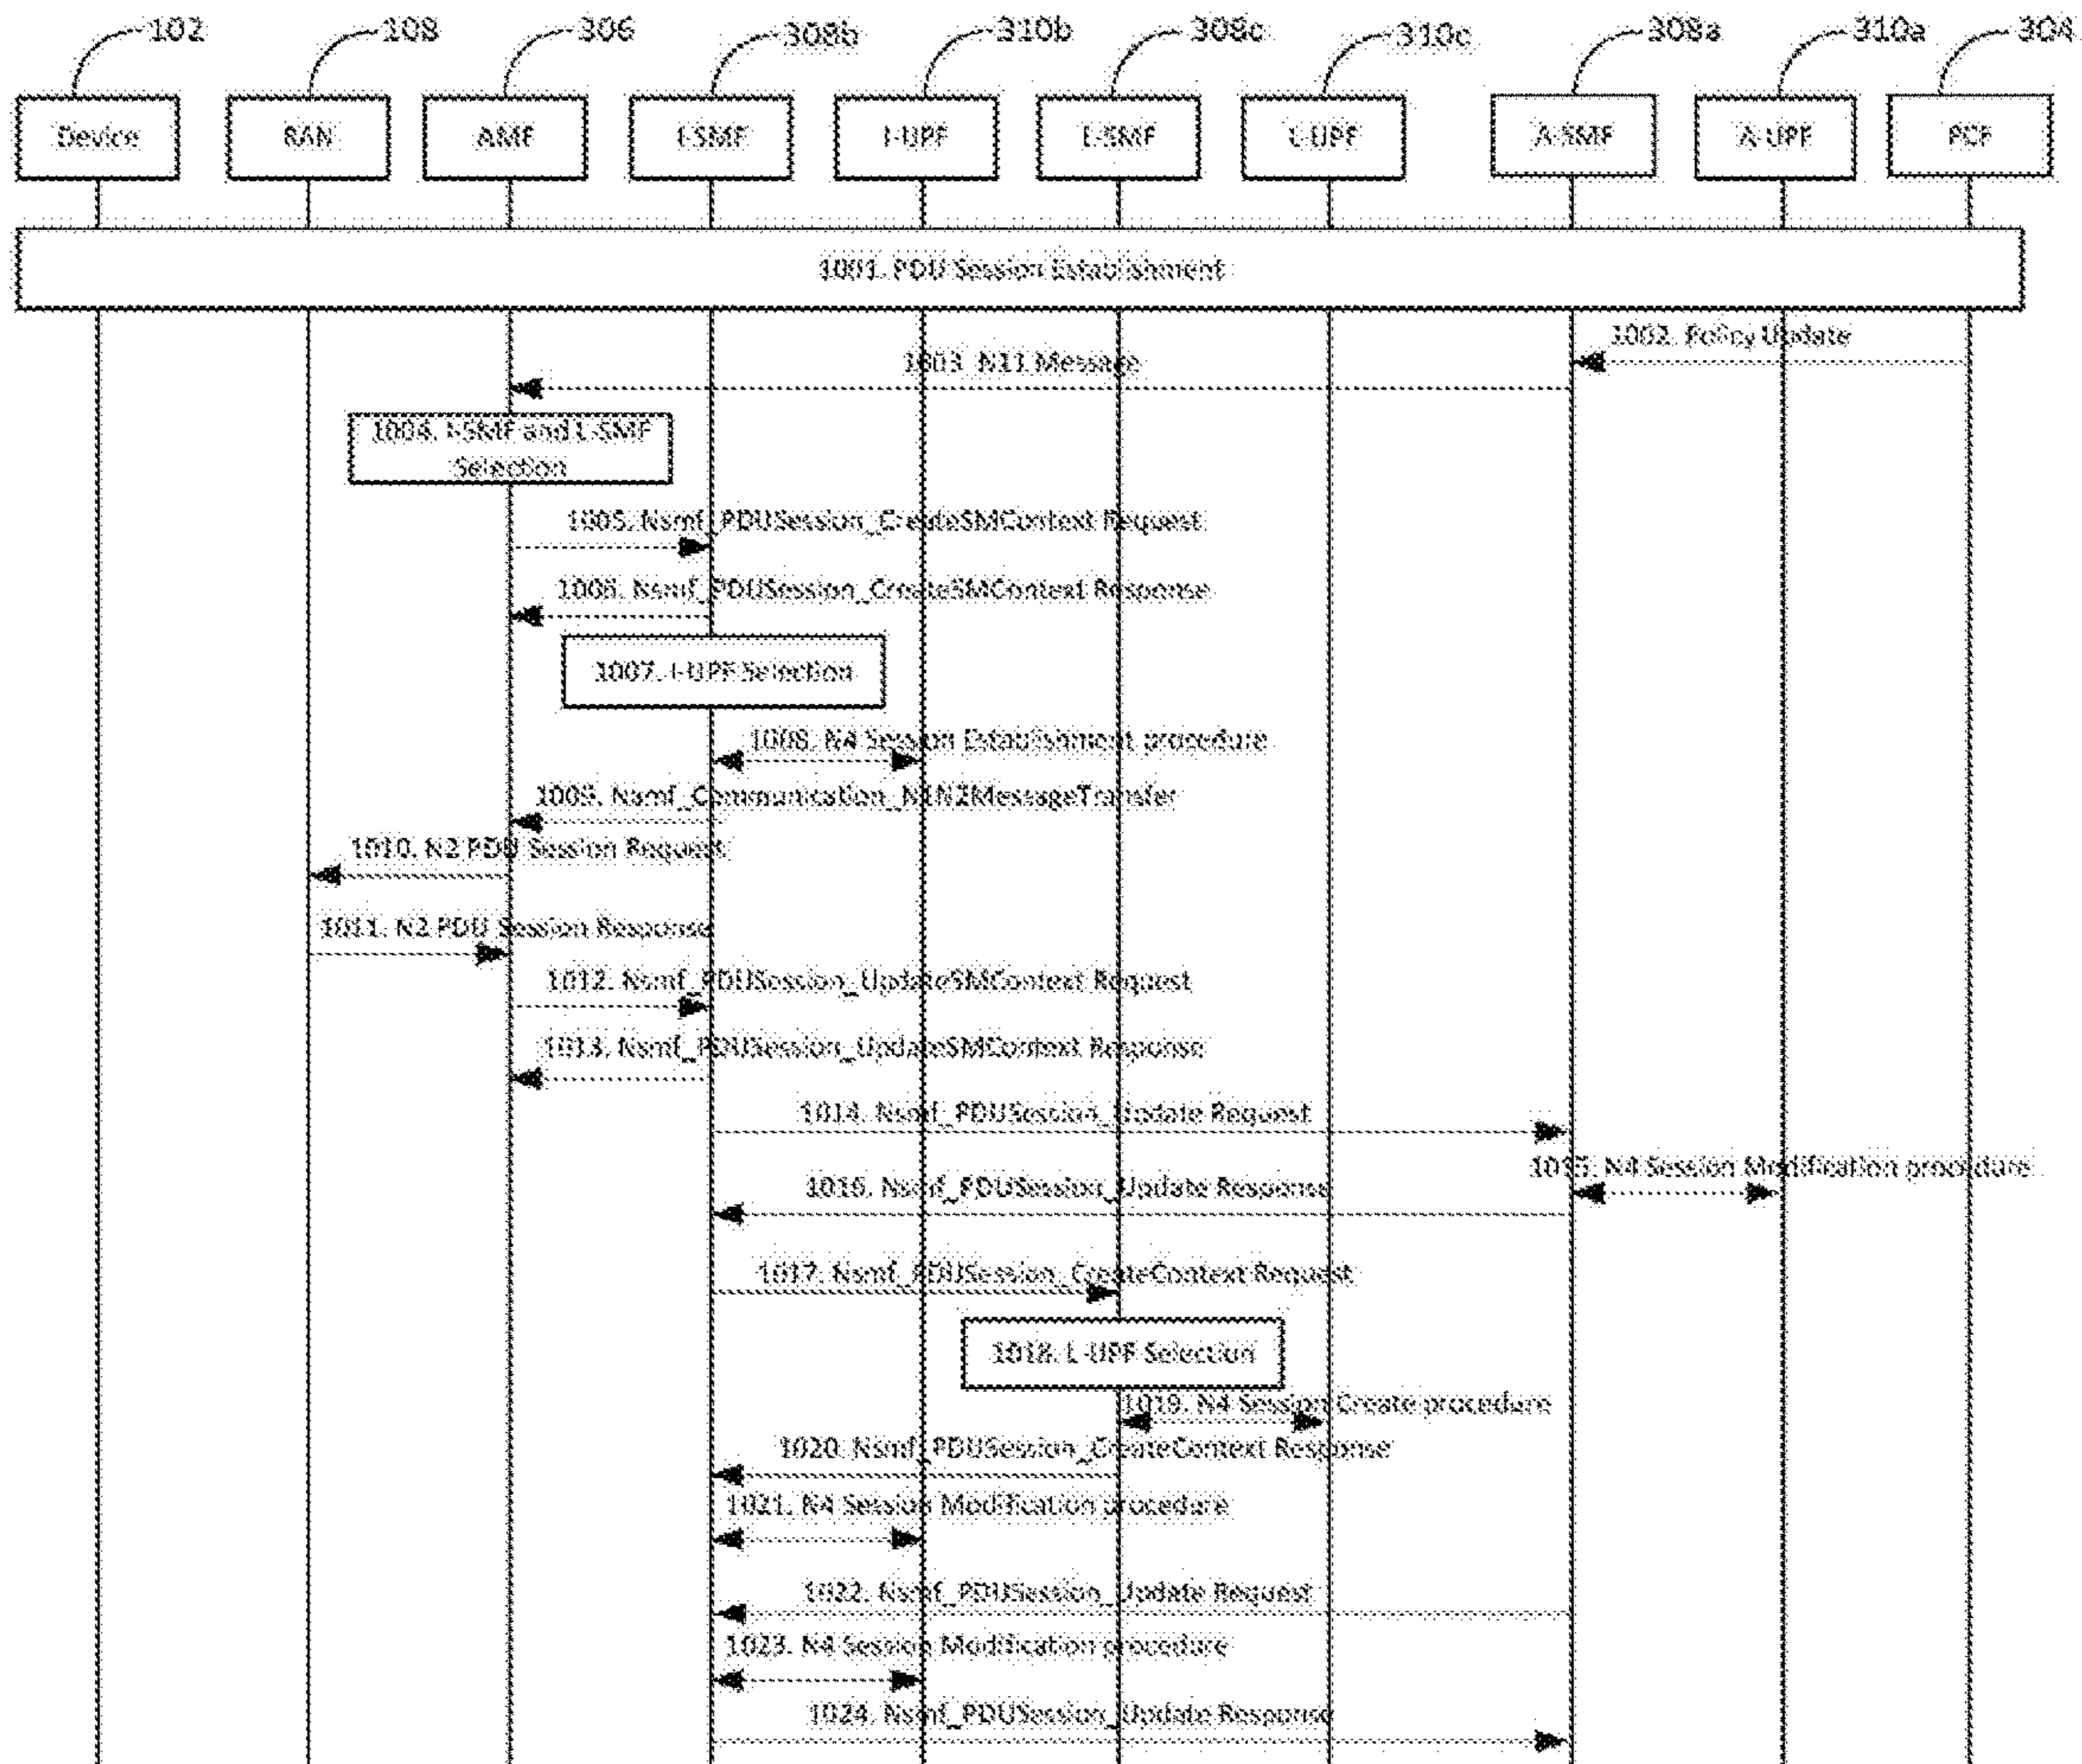 102
108
306
308b
310b
308c
310c
308a
310a
304
Device
RAN
AMF
I-SMF
I-UPF
L-SMF
L-UPF
A-SMF
A-UPF
PCF
1001. PDU Session Establishment
1002. Policy Update
1003. N11 Message
1004. I-SMF and L-SMF
Selection
1005. Nsmf_PDUSession_CreateSMContext Request
1006. Nsmf_PDUSession_CreateSMContext Response
1007. I-UPF Selection
1008. N4 Session Establishment procedure
1009. Namf_Communication_N1N2MessageTransfer
1010. N2 PDU Session Request
1011. N2 PDU Session Response
1012. Nsmf_PDUSession_UpdateSMContext Request
1013. Nsmf_PDUSession_UpdateSMContext Response
1014. Nsmf_PDUSession_Update Request
1015. N4 Session Modification procedure
1016. Nsmf_PDUSession_Update Response
1017. Nsmf_PDUSession_CreateContext Request
1018. L-UPF Selection
1019. N4 Session Create procedure
1020. Nsmf_PDUSession_CreateContext Response
1021. N4 Session Modification procedure
1022. Nsmf_PDUSession_Update Request
1023. N4 Session Modification procedure
1024. Nsmf_PDUSession_Update Response